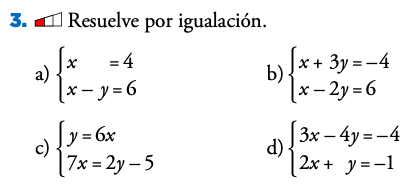 3. Resuelve por igualación.
a) { x = 4
x – y = 6
b) { x + 3y = –4
x – 2y = 6
c) { y = 6x
7x = 2y – 5
d) { 3x – 4y = –4
2x + y = –1